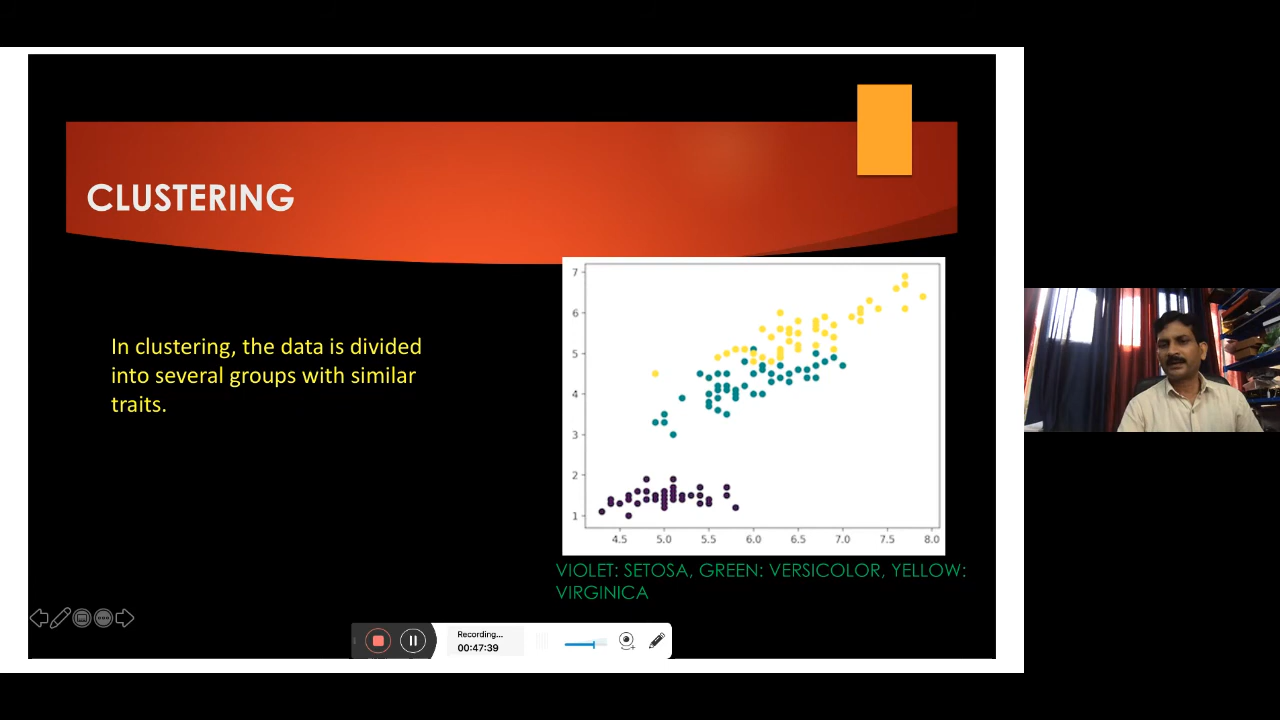 CLUSTERING
In clustering, the data is divided
into several groups with similar
traits.
7
6
5
4
3
2
1
4.5 5.0 5.5 6.0 6.5 7.0 7.5 8.0
VIOLET: SETOSA, GREEN: VERSICOLOR, YELLOW:
VIRGINICA
Recording...
00:47:39